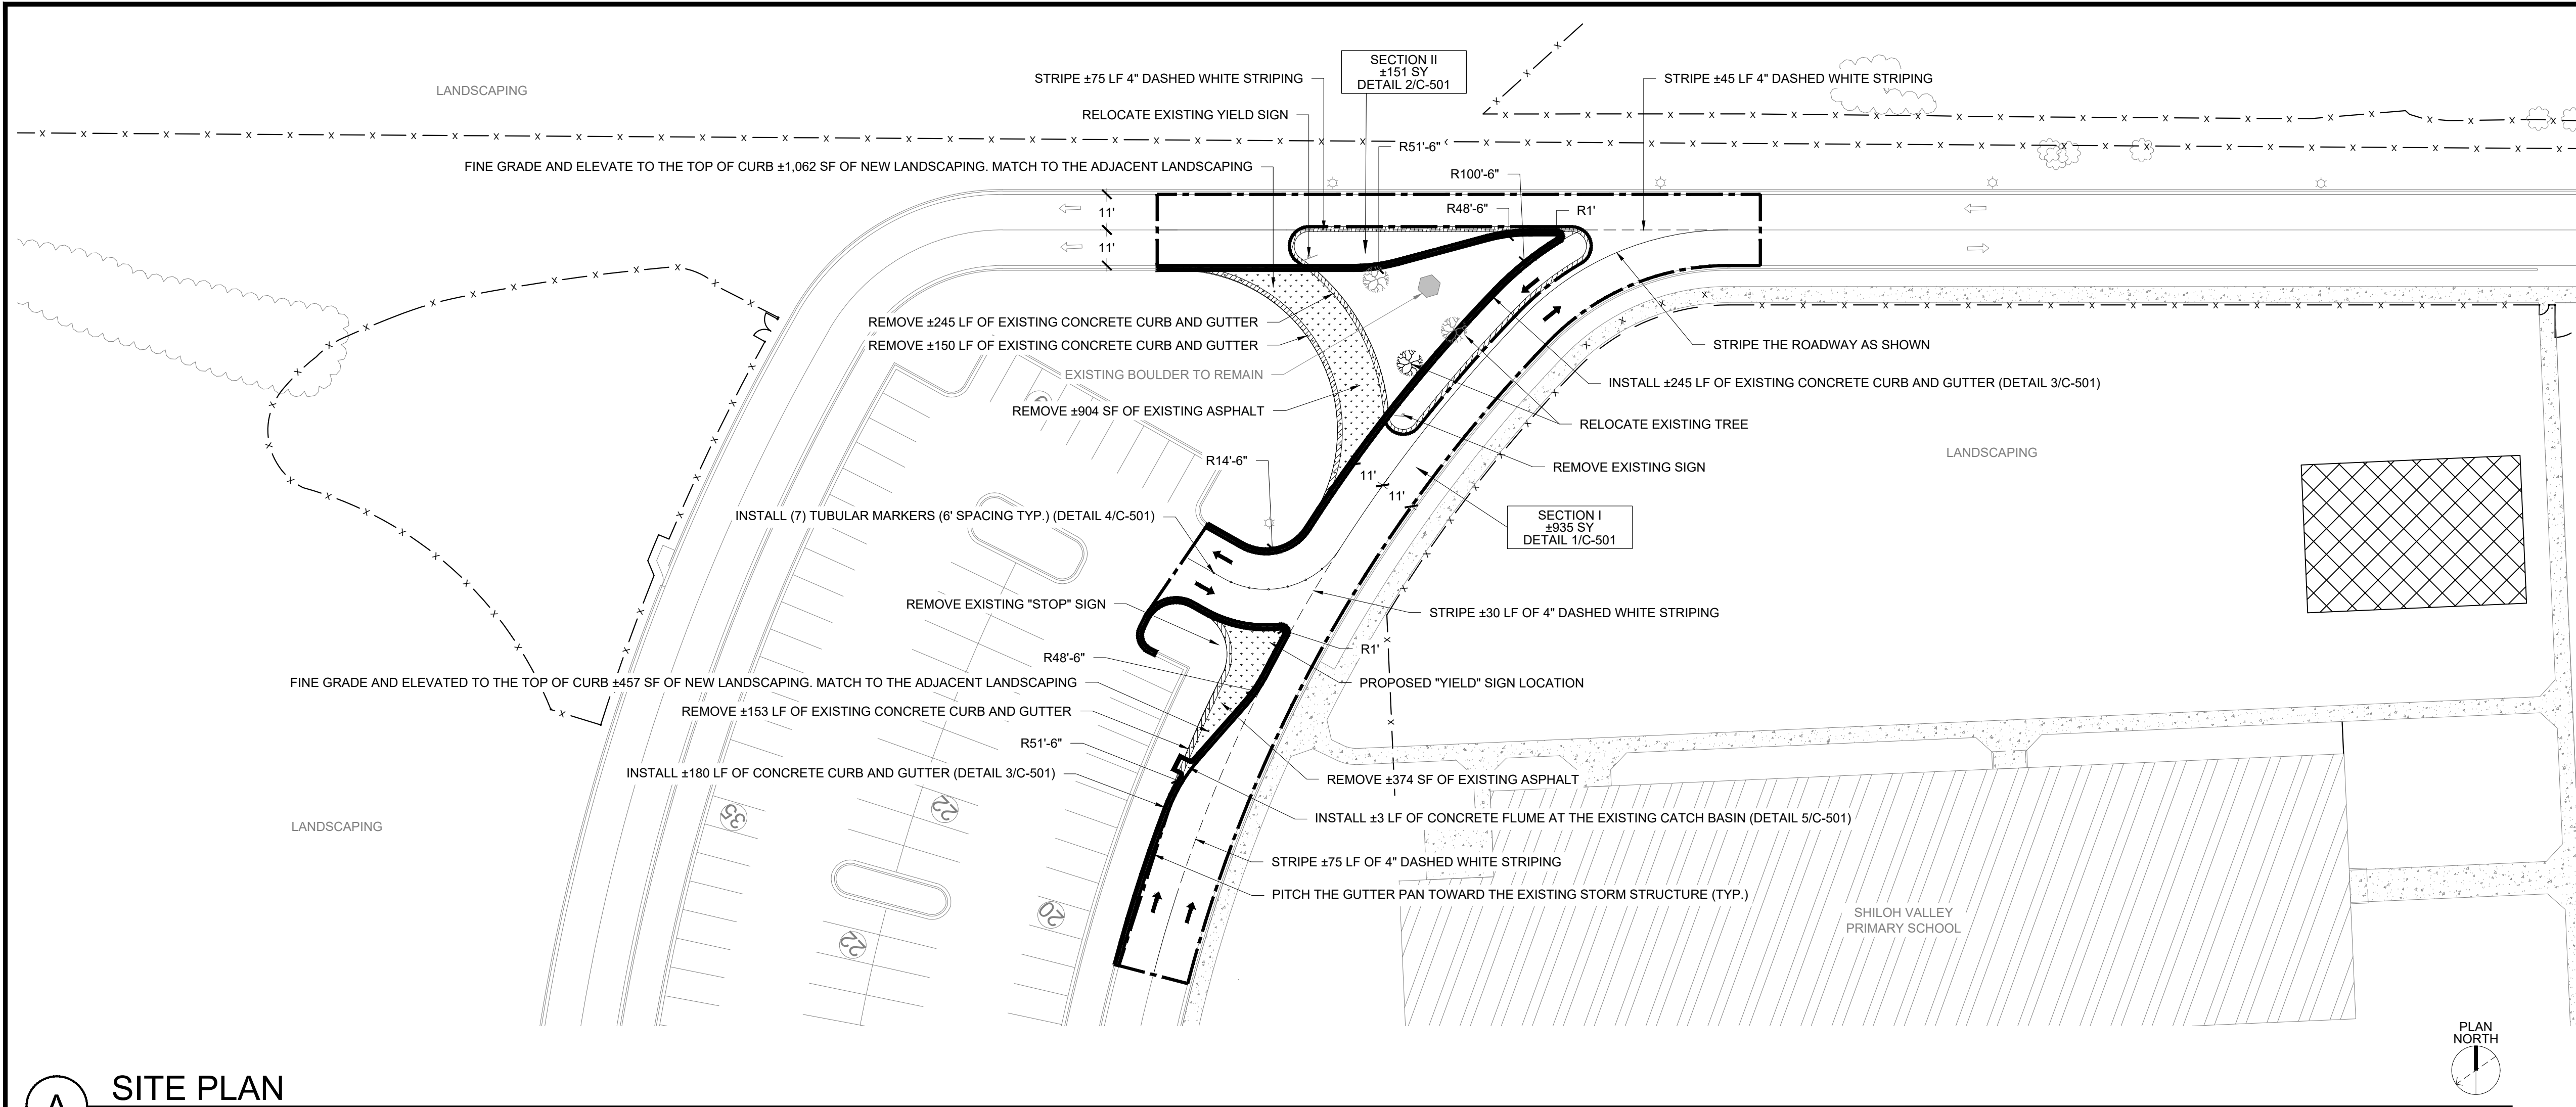 LANDSCAPING
STRIPE ±75 LF 4" DASHED WHITE STRIPING
SECTION II
±151 SY
DETAIL 2/C-501
STRIPE ±45 LF 4" DASHED WHITE STRIPING
RELOCATE EXISTING YIELD SIGN
R51'-6"
FINE GRADE AND ELEVATE TO THE TOP OF CURB ±1,062 SF OF NEW LANDSCAPING. MATCH TO THE ADJACENT LANDSCAPING
R100'-6"
R48'-6"
R1'
11'
11'
REMOVE ±245 LF OF EXISTING CONCRETE CURB AND GUTTER
REMOVE ±150 LF OF EXISTING CONCRETE CURB AND GUTTER
STRIPE THE ROADWAY AS SHOWN
EXISTING BOULDER TO REMAIN
INSTALL ±245 LF OF EXISTING CONCRETE CURB AND GUTTER (DETAIL 3/C-501)
REMOVE ±904 SF OF EXISTING ASPHALT
RELOCATE EXISTING TREE
LANDSCAPING
R14'-6"
REMOVE EXISTING SIGN
11'
11'
INSTALL (7) TUBULAR MARKERS (6' SPACING TYP.) (DETAIL 4/C-501)
SECTION I
±935 SY
DETAIL 1/C-501
REMOVE EXISTING "STOP" SIGN
STRIPE ±30 LF OF 4" DASHED WHITE STRIPING
R48'-6"
R1'
FINE GRADE AND ELEVATED TO THE TOP OF CURB ±457 SF OF NEW LANDSCAPING. MATCH TO THE ADJACENT LANDSCAPING
PROPOSED "YIELD" SIGN LOCATION
REMOVE ±153 LF OF EXISTING CONCRETE CURB AND GUTTER
R51'-6"
INSTALL ±180 LF OF CONCRETE CURB AND GUTTER (DETAIL 3/C-501)
REMOVE ±374 SF OF EXISTING ASPHALT
35
22
INSTALL ±3 LF OF CONCRETE FLUME AT THE EXISTING CATCH BASIN (DETAIL 5/C-501)
LANDSCAPING
STRIPE ±75 LF OF 4" DASHED WHITE STRIPING
PITCH THE GUTTER PAN TOWARD THE EXISTING STORM STRUCTURE (TYP.)
20
22
SHILOH VALLEY
PRIMARY SCHOOL
PLAN
NORTH
A
SITE PLAN